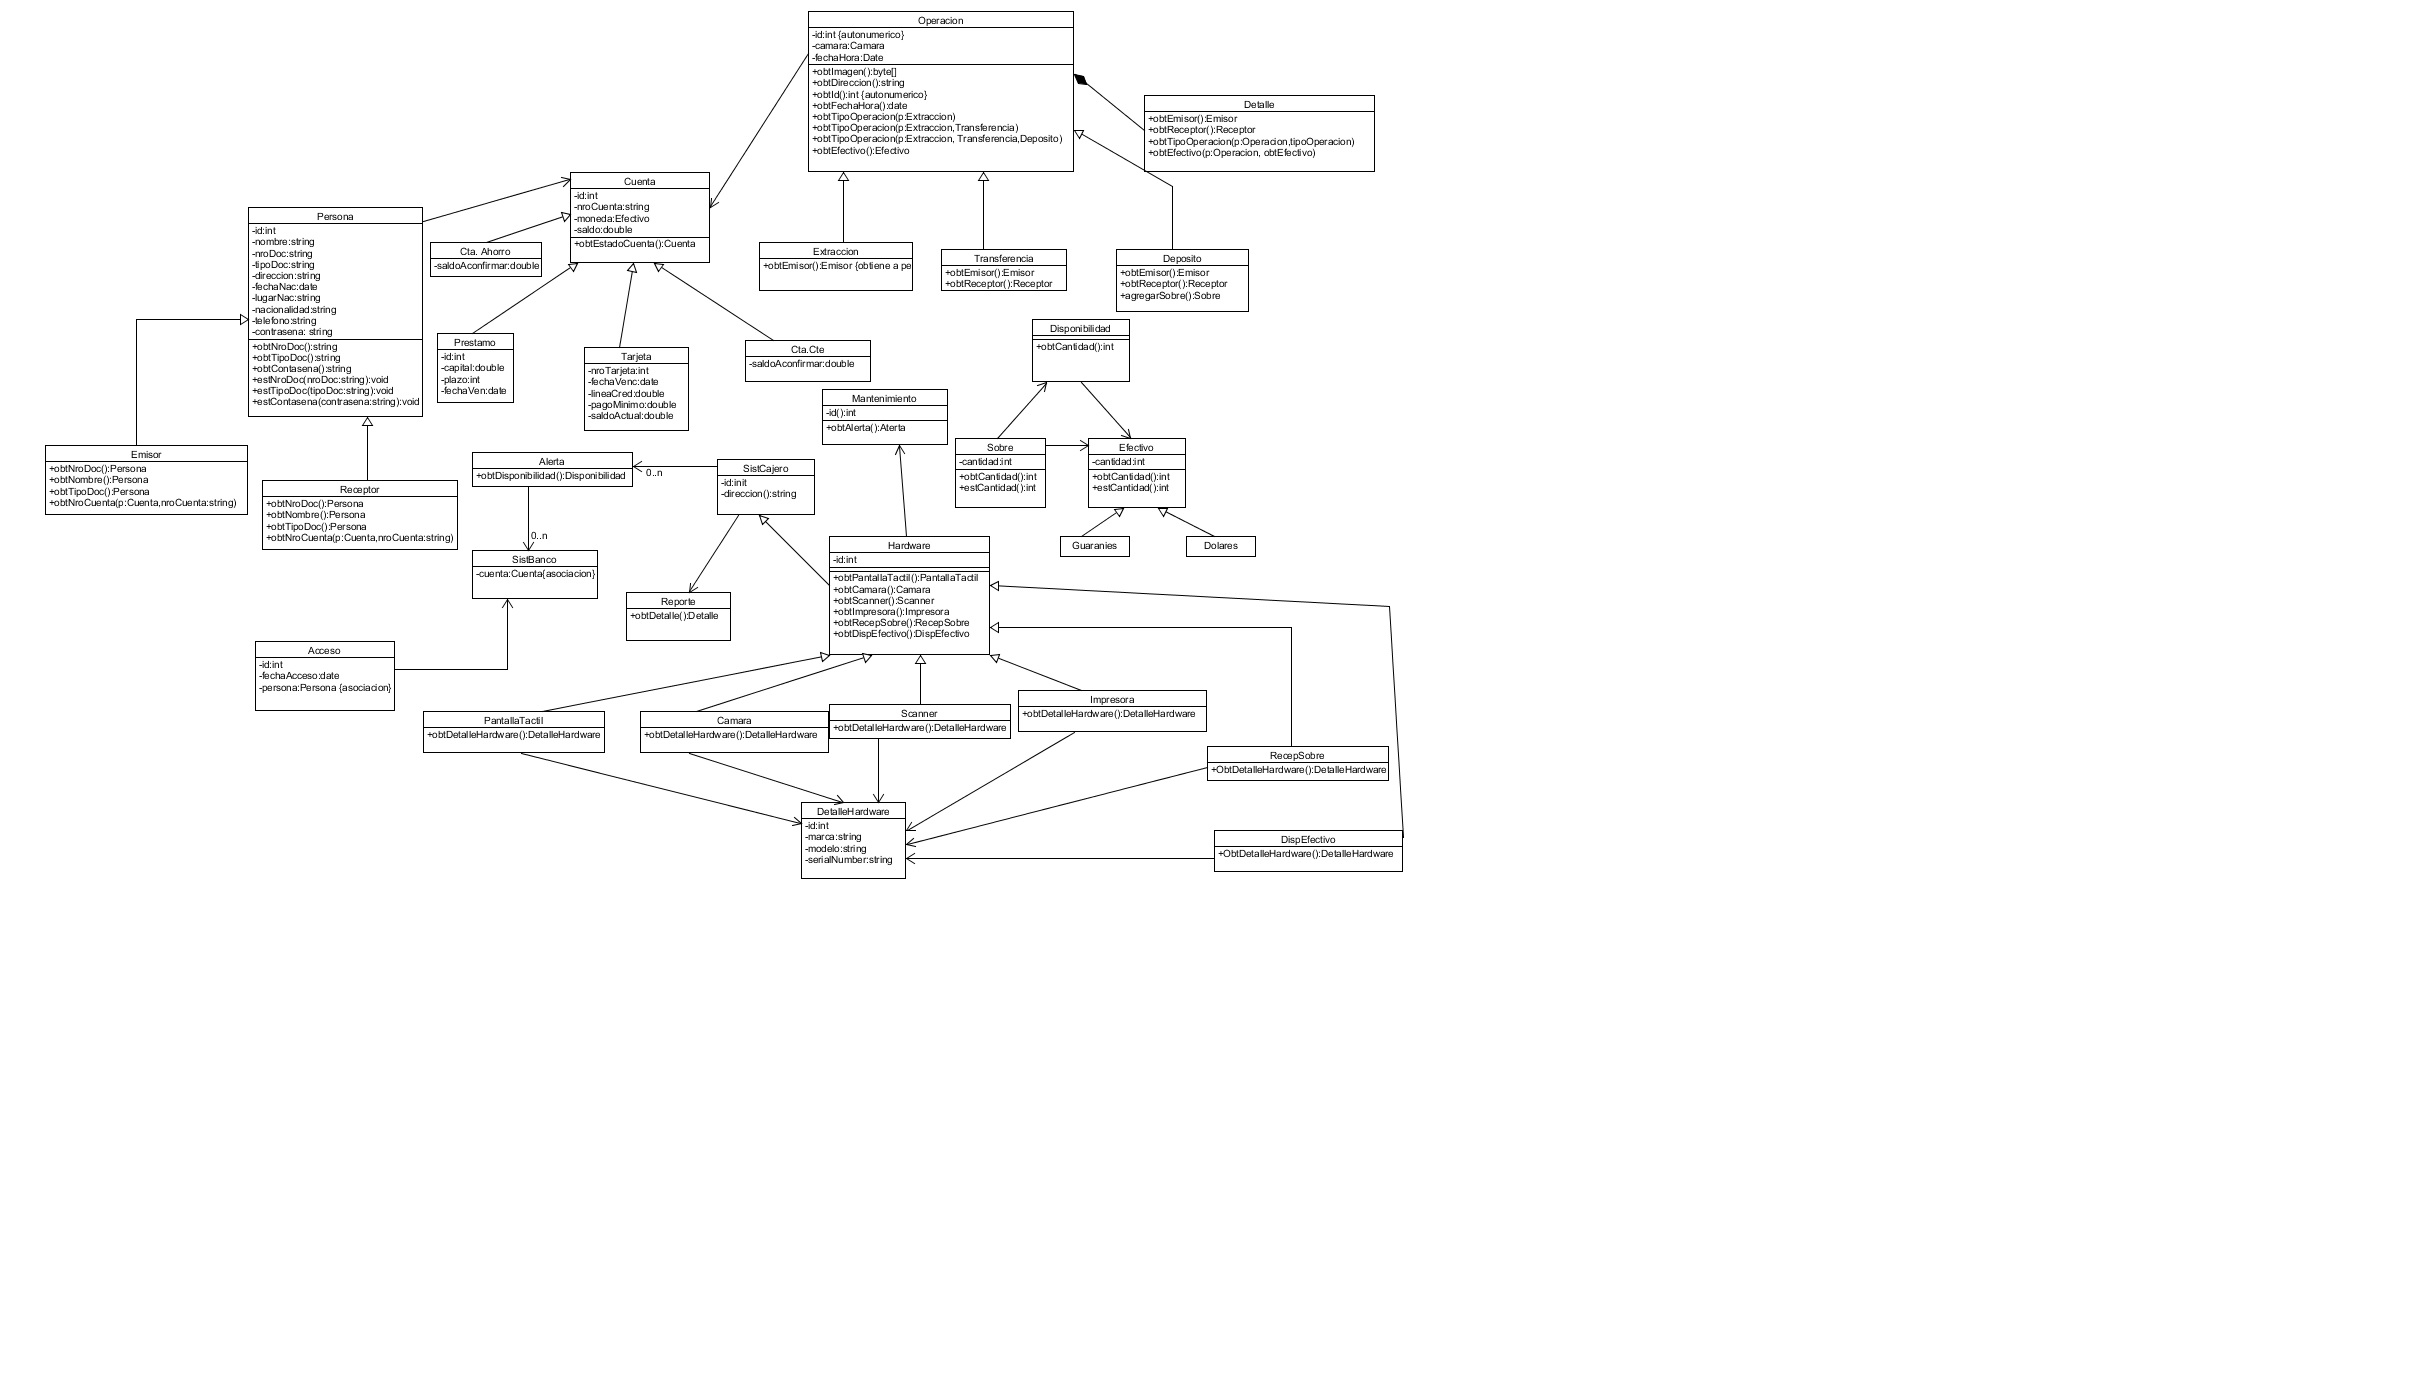 Operacion
-id:int {autonumerico}
-camara:Camara
-fechaHora:Date
+obtImagen():byte[]
+obtDireccion():string
+obtId():int {autonumerico}
+obtFechaHora():date
+obtTipoOperacion(p:Extraccion)
+obtTipoOperacion(p:Extraccion,Transferencia)
+obtTipoOperacion(p:Extraccion, Transferencia,Deposito)
+obtEfectivo():Efectivo
Detalle
+obtEmisor():Emisor
+obtReceptor():Receptor
+obtTipoOperacion(p:Operacion,tipoOperacion)
+obtEfectivo(p:Operacion, obtEfectivo)
Cuenta
-id:int
-nroCuenta:string
-moneda:Efectivo
-saldo:double
+obtEstadoCuenta():Cuenta
Persona
-id:int
-nombre:string
-nroDoc:string
-tipoDoc:string
-direccion:string
-fechaNac:date
-lugarNac:string
-nacionalidad:string
-telefono:string
-contrasena: string
+obtNroDoc():string
+obtTipoDoc():string
+obtContasena():string
+estNroDoc(nroDoc:string):void
+estTipoDoc(tipoDoc:string):void
+estContasena(contrasena:string):void
Cta. Ahorro
-saldoAconfirmar:double
Extraccion
+obtEmisor():Emisor {obtiene a pe
Transferencia
+obtEmisor():Emisor
+obtReceptor():Receptor
Deposito
+obtEmisor():Emisor
+obtReceptor():Receptor
+agregarSobre():Sobre
Prestamo
-id:int
-capital:double
-plazo:int
-fechaVen:date
Tarjeta
-nroTarjeta:int
-fechaVenc:date
-lineaCred:double
-pagoMinimo:double
-saldoActual:double
Cta.Cte
-saldoAconfirmar:double
Disponibilidad
+obtCantidad():int
Mantenimiento
-id():int
+obtAlerta():Aterta
Sobre
-cantidad:int
+obtCantidad():int
+estCantidad():int
Efectivo
-cantidad:int
+obtCantidad():int
+estCantidad():int
Guaranies
Dolares
Emisor
+obtNroDoc():Persona
+obtNombre():Persona
+obtTipoDoc():Persona
+obtNroCuenta(p:Cuenta,nroCuenta:string)
Receptor
+obtNroDoc():Persona
+obtNombre():Persona
+obtTipoDoc():Persona
+obtNroCuenta(p:Cuenta,nroCuenta:string)
Alerta
+obtDisponibilidad():Disponibilidad
0..n
SistCajero
-id:init
-direccion():string
0..n
SistBanco
-cuenta:Cuenta{asociacion}
Reporte
+obtDetalle():Detalle
Hardware
-id:int
+obtPantallaTactil():PantallaTactil
+obtCamara():Camara
+obtScanner():Scanner
+obtImpresora():Impresora
+obtRecepSobre():RecepSobre
+obtDispEfectivo():DispEfectivo
Acceso
-id:int
-fechaAcceso:date
-persona:Persona {asociacion}
PantallaTactil
+obtDetalleHardware():DetalleHardware
Camara
+obtDetalleHardware():DetalleHardware
Scanner
+obtDetalleHardware():DetalleHardware
Impresora
+obtDetalleHardware():DetalleHardware
RecepSobre
+ObtDetalleHardware():DetalleHardware
DetalleHardware
-id:int
-marca:string
-modelo:string
-serialNumber:string
DispEfectivo
+ObtDetalleHardware():DetalleHardware